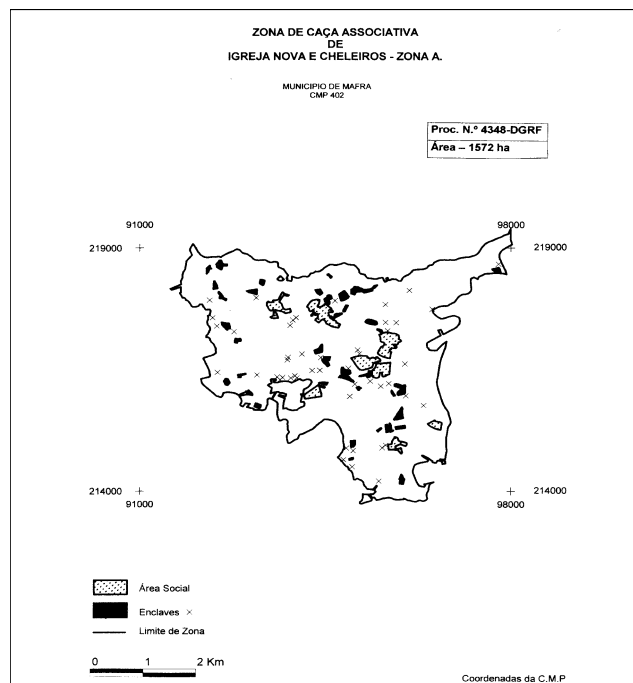 ZONA DE CAÇA ASSOCIATIVA
DE
IGREJA NOVA E CHELEIROS - ZONA A.
MUNICIPIO DE MAFRA
CMP 402
Proc. N.º 4348-DGRF
Área – 1572 ha
91000
98000
219000
219000
214000
214000
91000
98000
Área Social
Enclaves ×
Limite de Zona
0 1 2 Km
Coordenadas da C.M.P